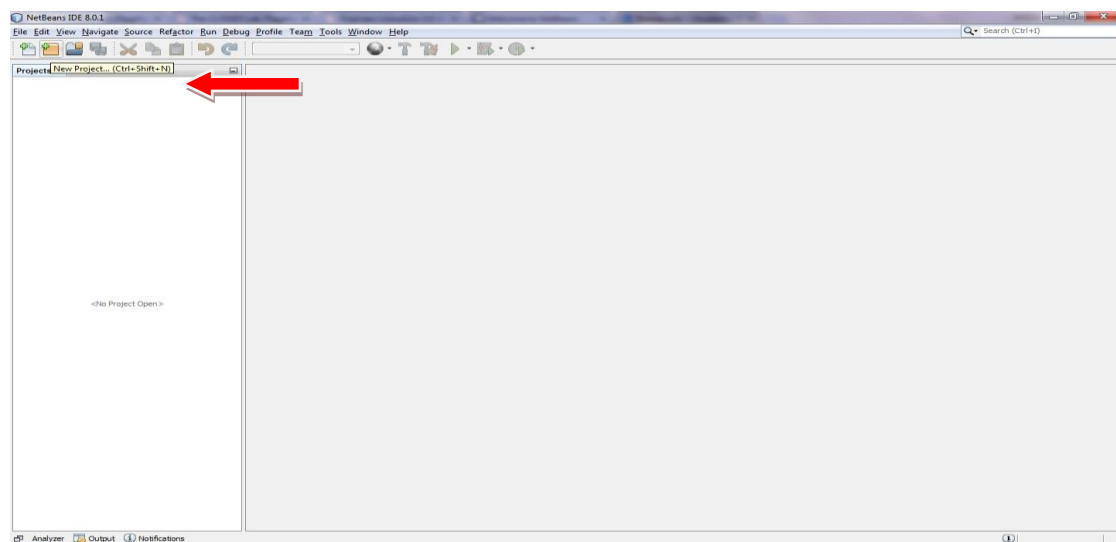 NetBeans IDE 8.0.1
File Edit View Navigate Source Refactor Run Debug Profile Team Tools Window Help
Search (Ctrl+I)
Projects
New Project... (Ctrl+Shift+N)
<No Project Open>
Analyzer Output Notifications